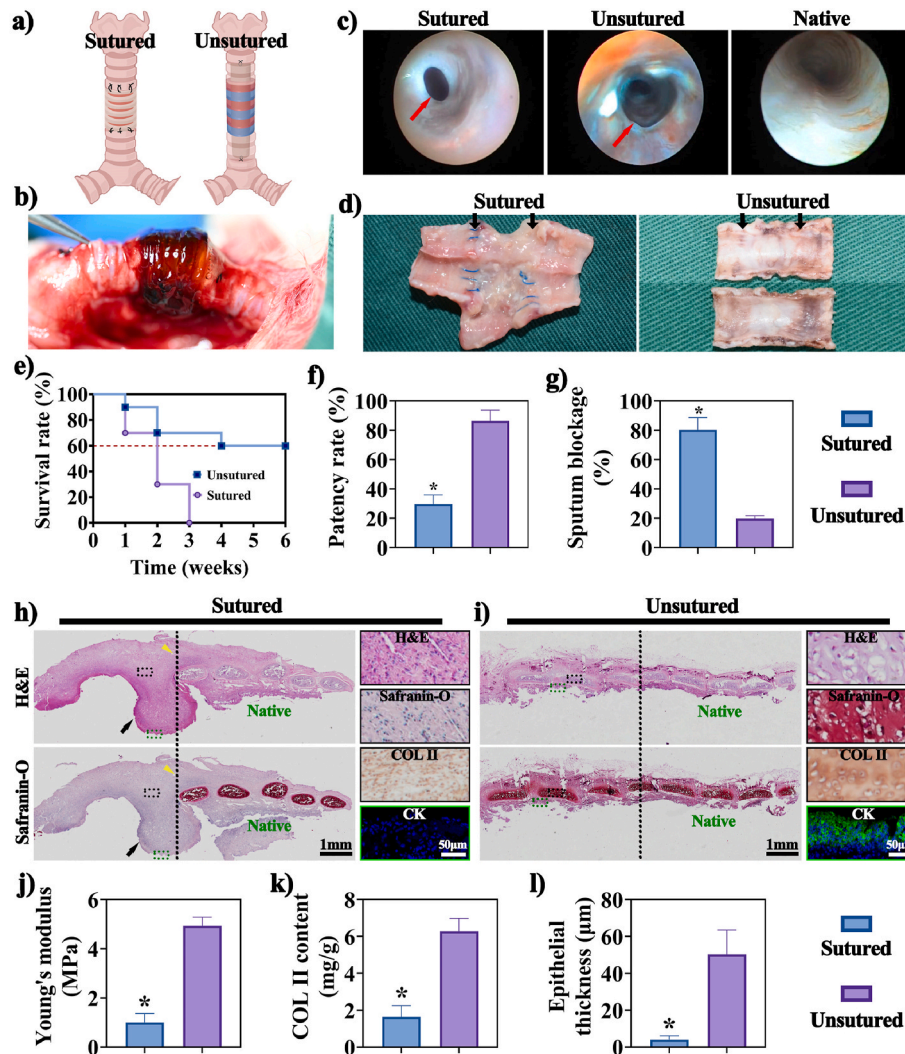 a)
Sutured
Unsutured
b)
c)
Sutured
Unsutured
Native
d)
Sutured
Unsutured
e)
Survival rate (%)
100
80
60
40
20
0
0 1 2 3 4 5 6
Time (weeks)
Unsutured
Sutured
f)
Patency rate (%)
100
80
60
40
20
0
*
g)
Sputum blockage
(%)
100
80
60
40
20
0
*
Sutured
Unsutured
h)
Sutured
H&E
Native
Safranin-O
Native
1mm
H&E
Safranin-O
COL II
CK
50μm
i)
Unsutured
Native
Native
1mm
H&E
Safranin-O
COL II
CK
50μm
j)
Young's modulus
(MPa)
6
4
2
0
*
k)
COL II content
(mg/g)
8
6
4
2
0
*
l)
Epithelial
thickness (μm)
80
60
40
20
0
*
Sutured
Unsutured